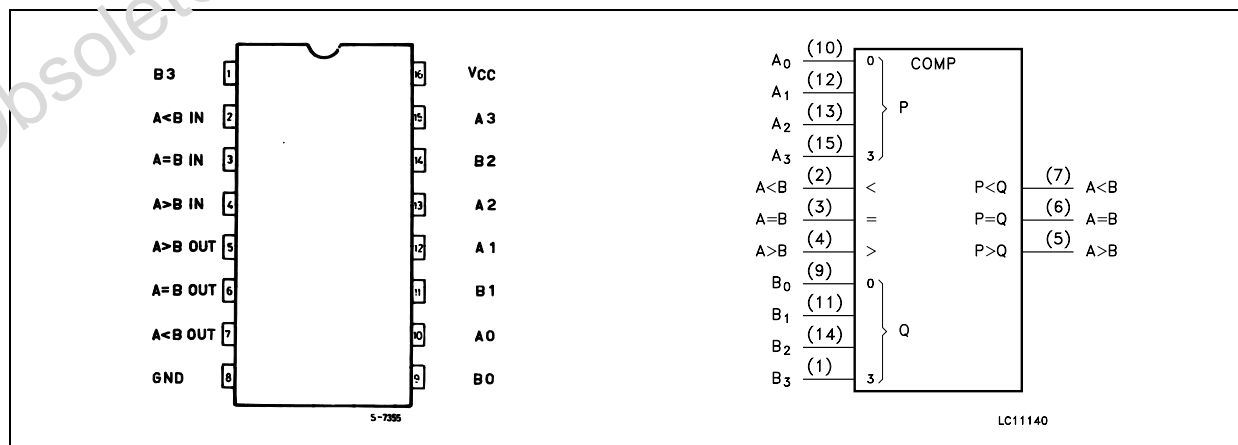 Obsolete
B3 1 16 VCC
A<B IN 2 15 A3
A=B IN 3 14 B2
A>B IN 4 13 A2
A>B OUT 5 12 A1
A=B OUT 6 11 B1
A<B OUT 7 10 A0
GND 8 9 B0
S-7355
COMP
A0 (10) 0
A1 (12)
P
A2 (13)
A3 (15) 3
A<B (2) < P<Q (7) A<B
A=B (3) = P=Q (6) A=B
A>B (4) > P>Q (5) A>B
B0 (9) 0
B1 (11)
Q
B2 (14)
B3 (1) 3
LC11140